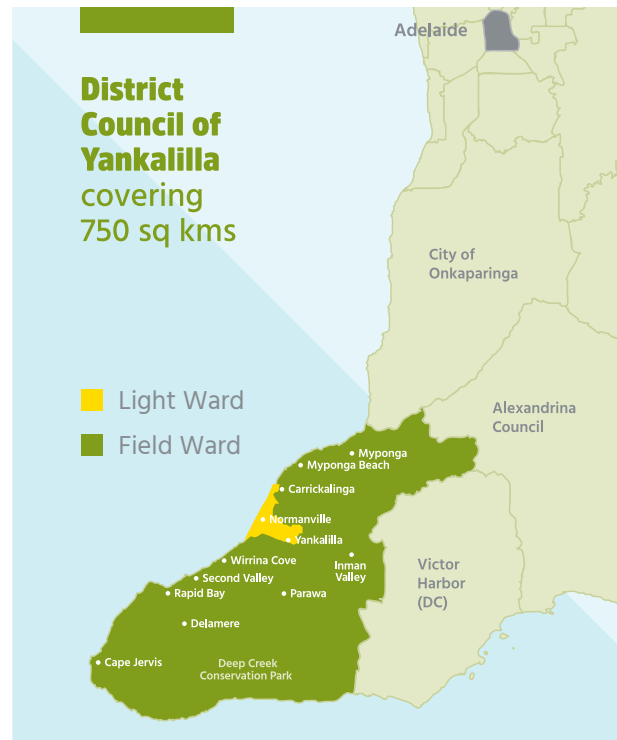 Adelaide
District
Council of
Yankalilla
covering
750 sq kms
City of
Onkaparinga
Light Ward
Field Ward
Alexandrina
Council
Myponga
Myponga Beach
Carrickalinga
Normanville
Yankalilla
Wirrina Cove
Inman
Valley
Second Valley
Rapid Bay
Parawa
Victor
Harbor
(DC)
Delamere
Cape Jervis
Deep Creek
Conservation Park